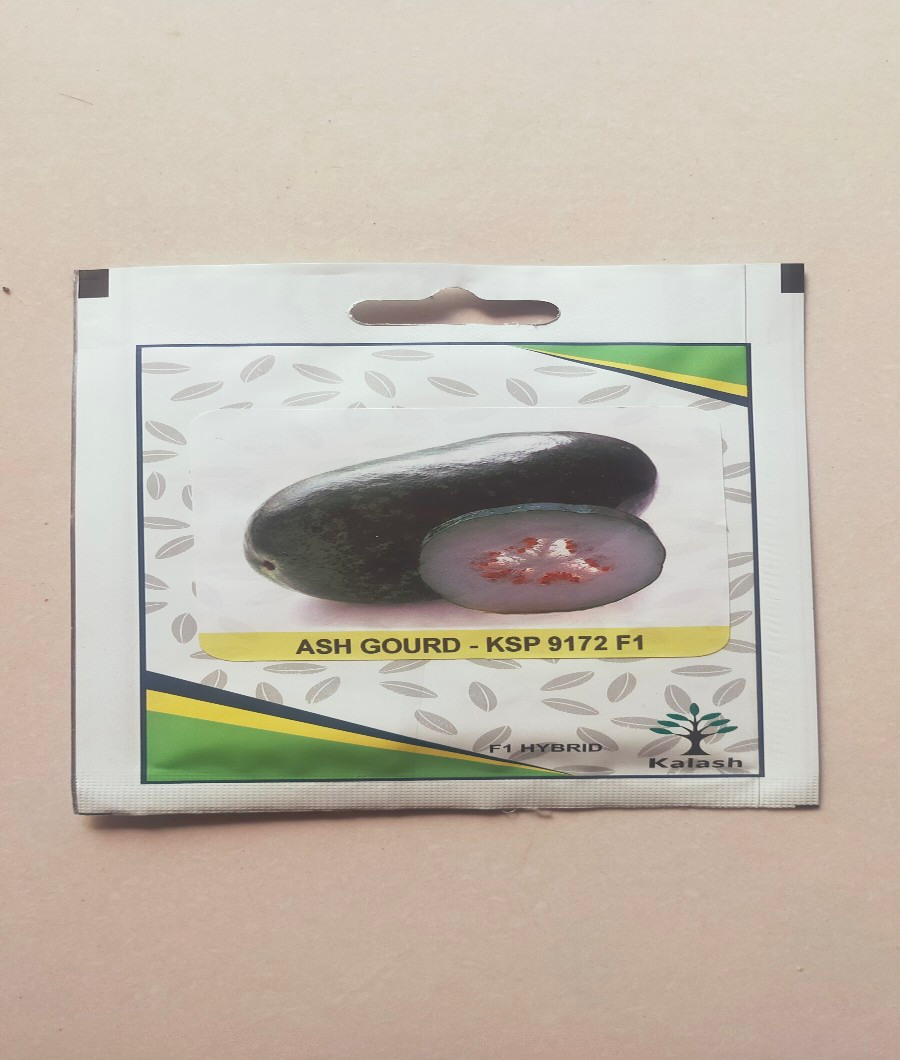 ASH GOURD - KSP 9172 F1
F1 HYBRID
Kalash